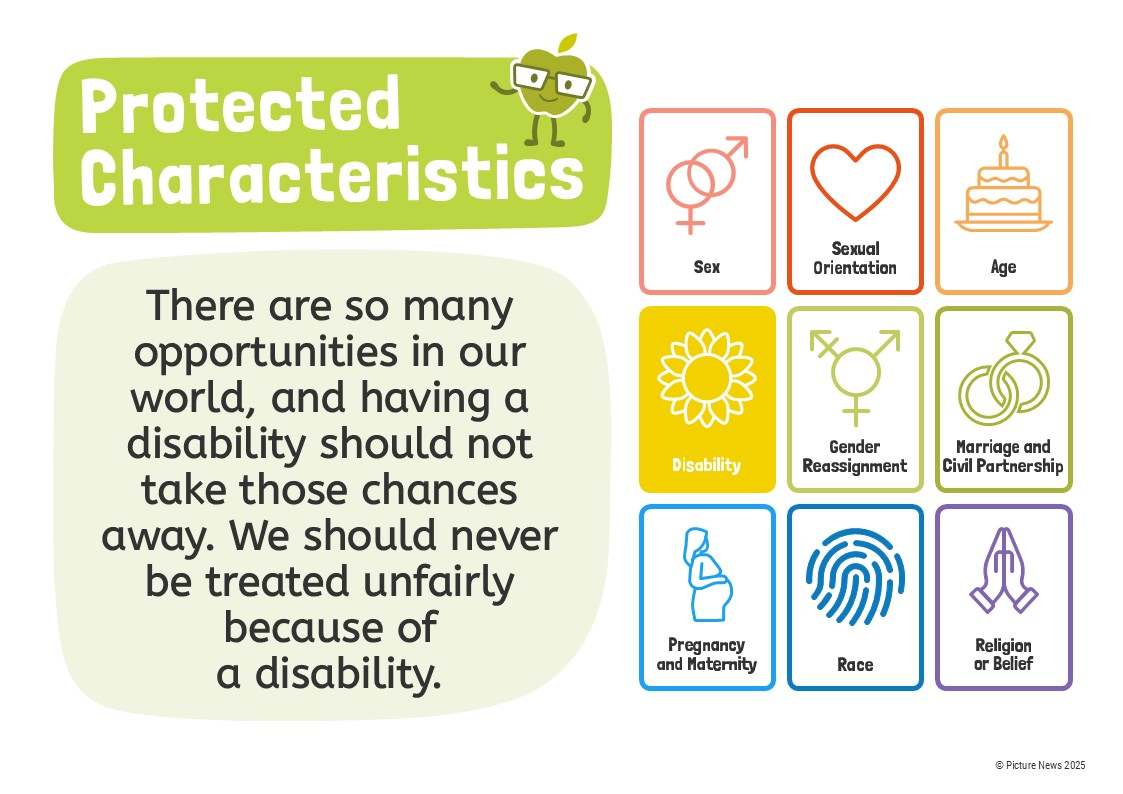 Protected
Characteristics
There are so many
opportunities in our
world, and having a
disability should not
take those chances
away. We should never
be treated unfairly
because of
a disability.
Sex
Sexual
Orientation
Age
Disability
Gender
Reassignment
Marriage and
Civil Partnership
Pregnancy
and Maternity
Race
Religion
or Belief
© Picture News 2025